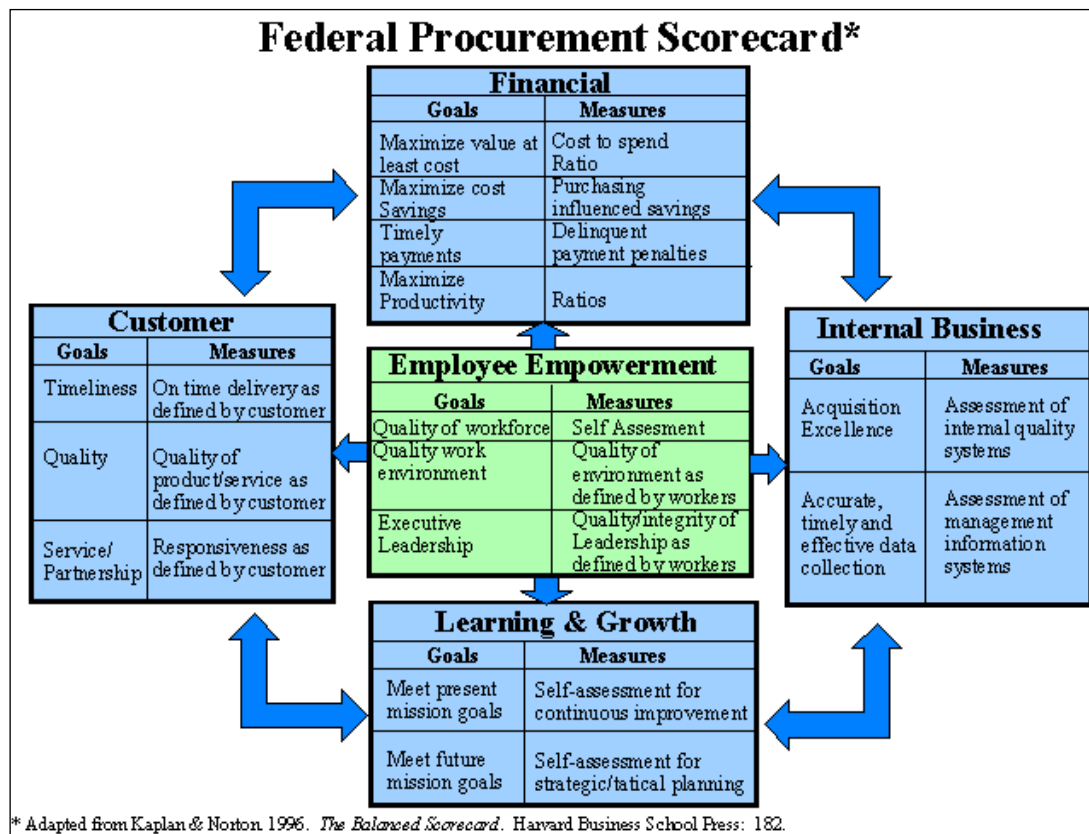 Federal Procurement Scorecard*
Financial
Goals Measures
Maximize value at least cost Cost to spend Ratio
Maximize cost Savings Purchasing influenced savings
Timely payments Delinquent payment penalties
Maximize Productivity Ratios
Customer
Goals Measures
Timeliness On time delivery as defined by customer
Quality Quality of product/service as defined by customer
Service/Partnership Responsiveness as defined by customer
Employee Empowerment
Goals Measures
Quality of workforce Self Assesment
Quality work environment Quality of environment as defined by workers
Executive Leadership Quality/integrity of Leadership as defined by workers
Internal Business
Goals Measures
Acquisition Excellence Assessment of internal quality systems
Accurate, timely and effective data collection Assessment of management information systems
Learning & Growth
Goals Measures
Meet present mission goals Self-assessment for continuous improvement
Meet future mission goals Self-assessment for strategic/tatical planning
* Adapted from Kaplan & Norton. 1996. The Balanced Scorecard. Harvard Business School Press: 182.